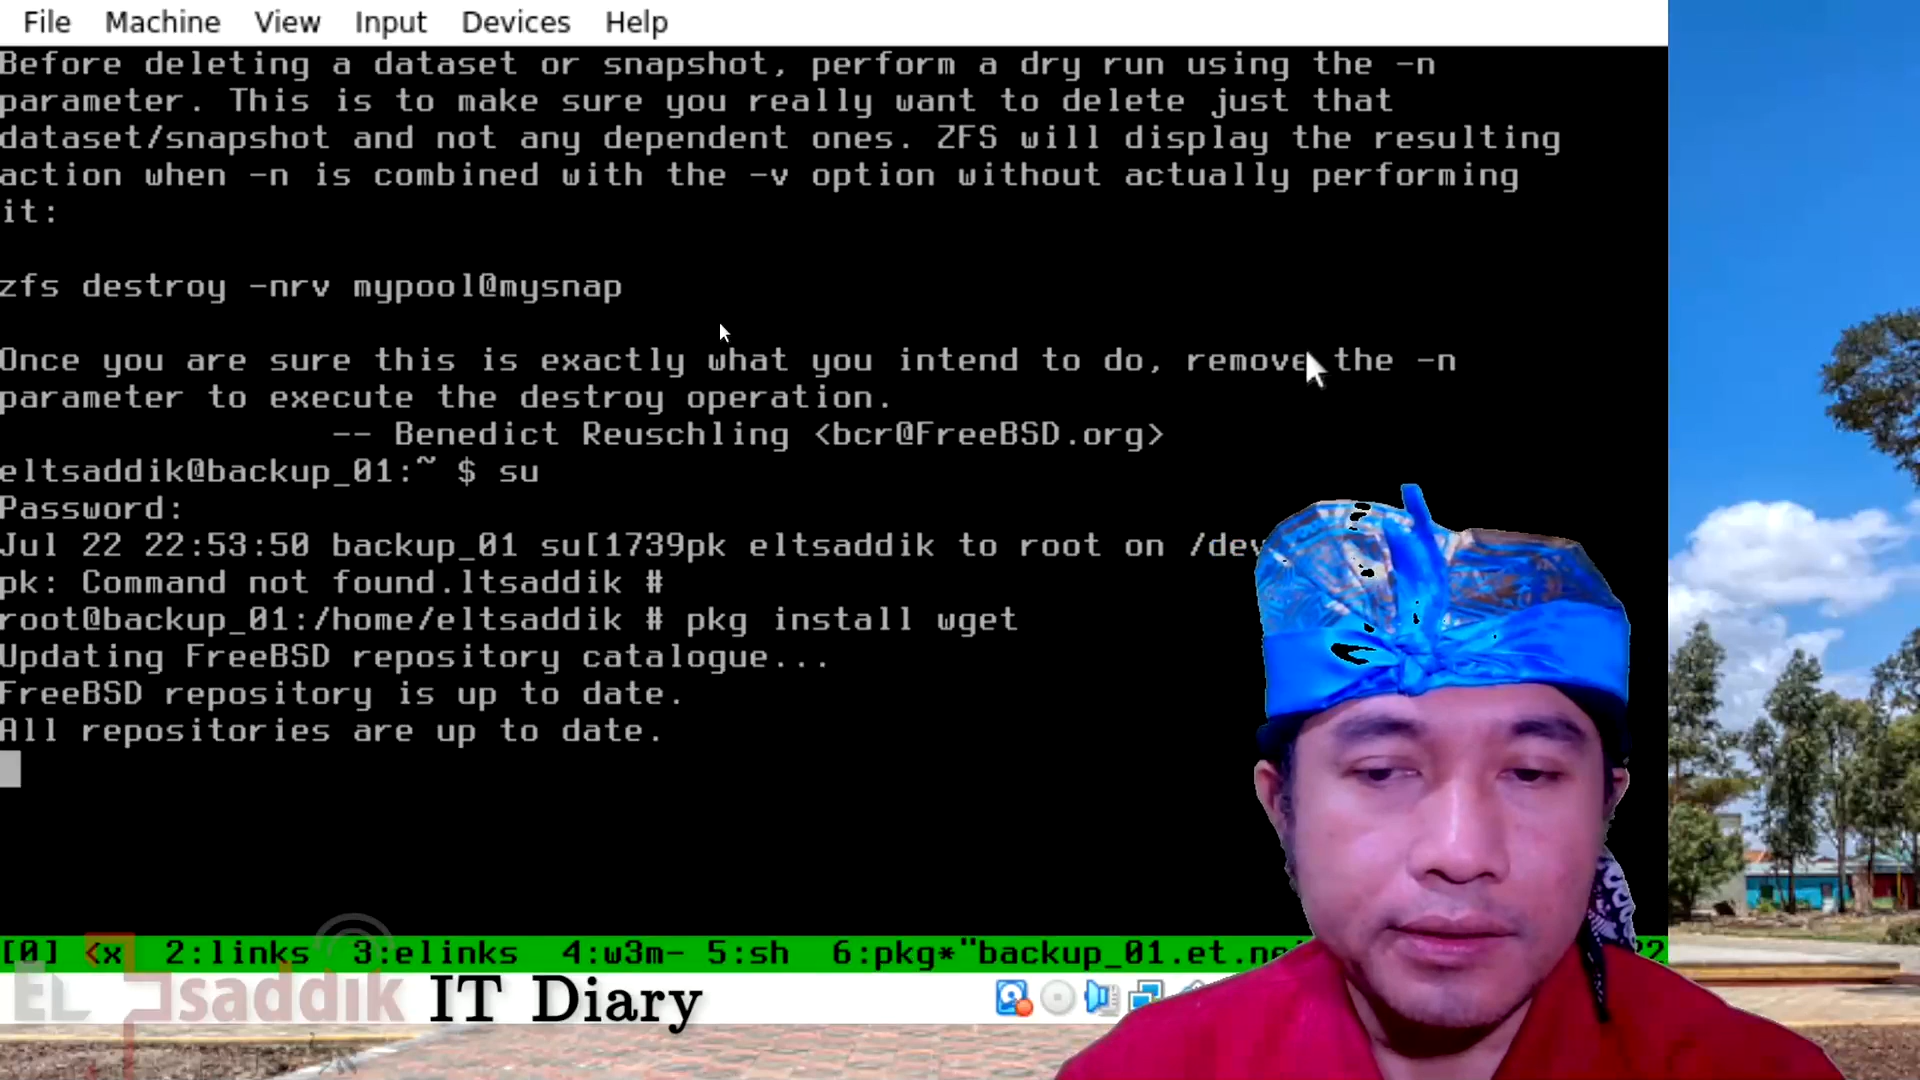 File Machine View Input Devices Help
Before deleting a dataset or snapshot, perform a dry run using the -n
parameter. This is to make sure you really want to delete just that
dataset/snapshot and not any dependent ones. ZFS will display the resulting
action when -n is combined with the -v option without actually performing
it:
zfs destroy -nrv mypool@mysnap
Once you are sure this is exactly what you intend to do, remove the -n
parameter to execute the destroy operation.
-- Benedict Reuschling <bcr@FreeBSD.org>
eltsaddik@backup_01:~ $ su
Password:
Jul 22 22:53:50 backup_01 su[1739pk eltsaddik to root on /dev
pk: Command not found.ltsaddik #
root@backup_01:/home/eltsaddik # pkg install wget
Updating FreeBSD repository catalogue...
FreeBSD repository is up to date.
All repositories are up to date.
[0] <x 2:links 3:elinks 4:w3m- 5:sh 6:pkg*"backup_01.et.ne 22
ELTsaddik IT Diary